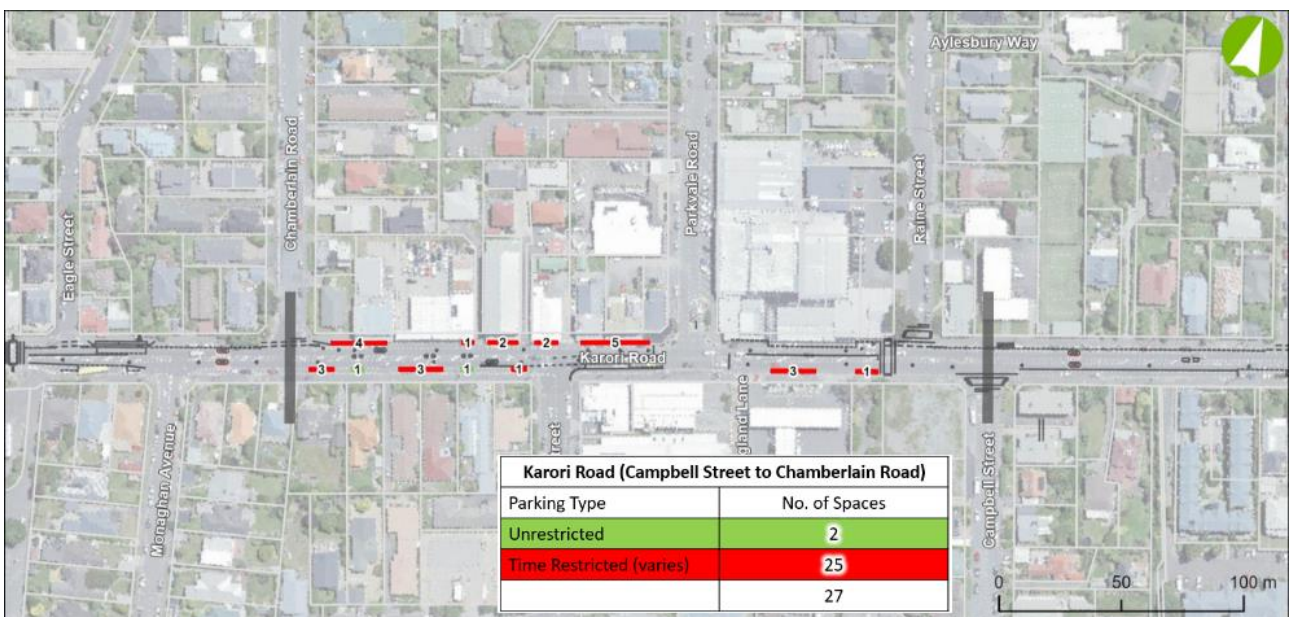 Aylesbury Way
Eagle Street
Chamberlain Road
Parkvale Road
Raine Street
4
1
2
2
5
Karori Road
3
1
3
1
1
3
1
Monaghan Avenue
reet
gland Lane
Campbell Street
Karori Road (Campbell Street to Chamberlain Road)
Parking Type No. of Spaces
Unrestricted 2
Time Restricted (varies) 25
27
0 50 100 m